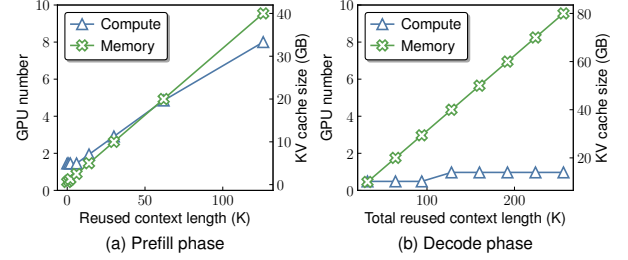 10
8
6
4
2
0
GPU number
Compute
Memory
40
30
20
10
0
KV cache size (GB)
0
50
100
Reused context length (K)
(a) Prefill phase
10
8
6
4
2
0
GPU number
Compute
Memory
80
60
40
20
KV cache size (GB)
100
200
Total reused context length (K)
(b) Decode phase